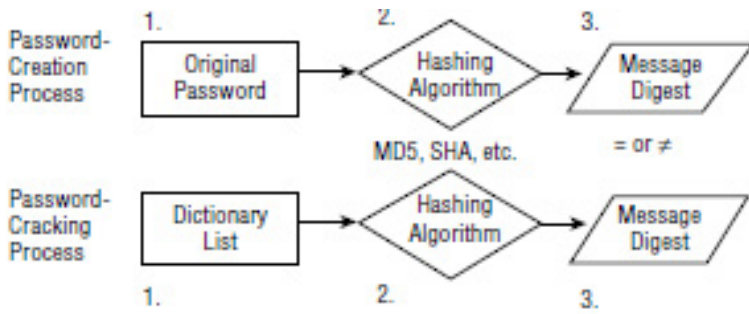 1.
2.
3.
Password-
Creation
Process
Original
Password
Hashing
Algorithm
Message
Digest
MD5, SHA, etc.
= or ≠
Password-
Cracking
Process
Dictionary
List
Hashing
Algorithm
Message
Digest
1.
2.
3.